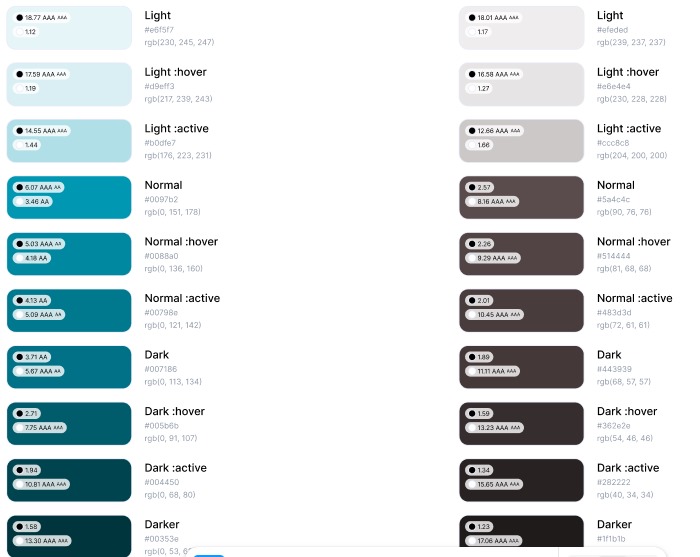 18.77 AAA AAA
1.12
Light
#e6f5f7
rgb(230, 245, 247)
17.59 AAA AAA
1.19
Light :hover
#d9eff3
rgb(217, 239, 243)
14.55 AAA AAA
1.44
Light :active
#b0dfe7
rgb(176, 223, 231)
6.07 AAA AA
3.46 AA
Normal
#0097b2
rgb(0, 151, 178)
5.03 AAA AA
4.18 AA
Normal :hover
#0088a0
rgb(0, 136, 160)
4.13 AA
5.09 AAA AA
Normal :active
#00798e
rgb(0, 121, 142)
3.71 AA
5.67 AAA AA
Dark
#007186
rgb(0, 113, 134)
2.71
7.75 AAA AAA
Dark :hover
#005b6b
rgb(0, 91, 107)
1.94
10.81 AAA AAA
Dark :active
#004450
rgb(0, 68, 80)
1.58
13.30 AAA AAA
Darker
#00353e
rgb(0, 53,
18.01 AAA AAA
1.17
Light
#efeded
rgb(239, 237, 237)
16.58 AAA AAA
1.27
Light :hover
#e6e4e4
rgb(230, 228, 228)
12.66 AAA AAA
1.66
Light :active
#ccc8c8
rgb(204, 200, 200)
2.57
8.16 AAA AAA
Normal
#5a4c4c
rgb(90, 76, 76)
2.26
9.29 AAA AAA
Normal :hover
#514444
rgb(81, 68, 68)
2.01
10.45 AAA AAA
Normal :active
#483d3d
rgb(72, 61, 61)
1.89
11.11 AAA AAA
Dark
#443939
rgb(68, 57, 57)
1.59
13.23 AAA AAA
Dark :hover
#362e2e
rgb(54, 46, 46)
1.34
15.65 AAA AAA
Dark :active
#282222
rgb(40, 34, 34)
1.23
17.06 AAA AAA
Darker
#1f1b1b